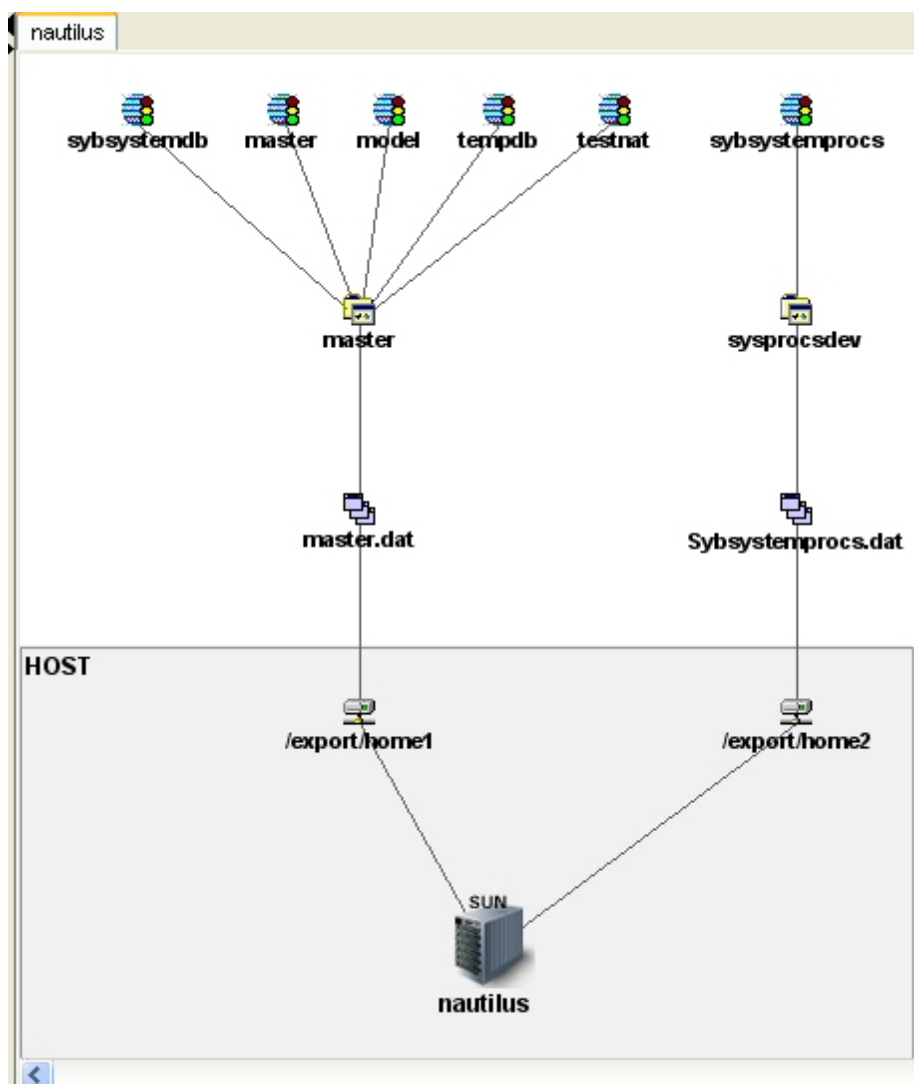 nautilus
sybsystemdb master model tempdb testnat sybsystemprocs
master sysprocsdev
master.dat Sybsystemprocs.dat
HOST
/export/home1 /export/home2
SUN
nautilus